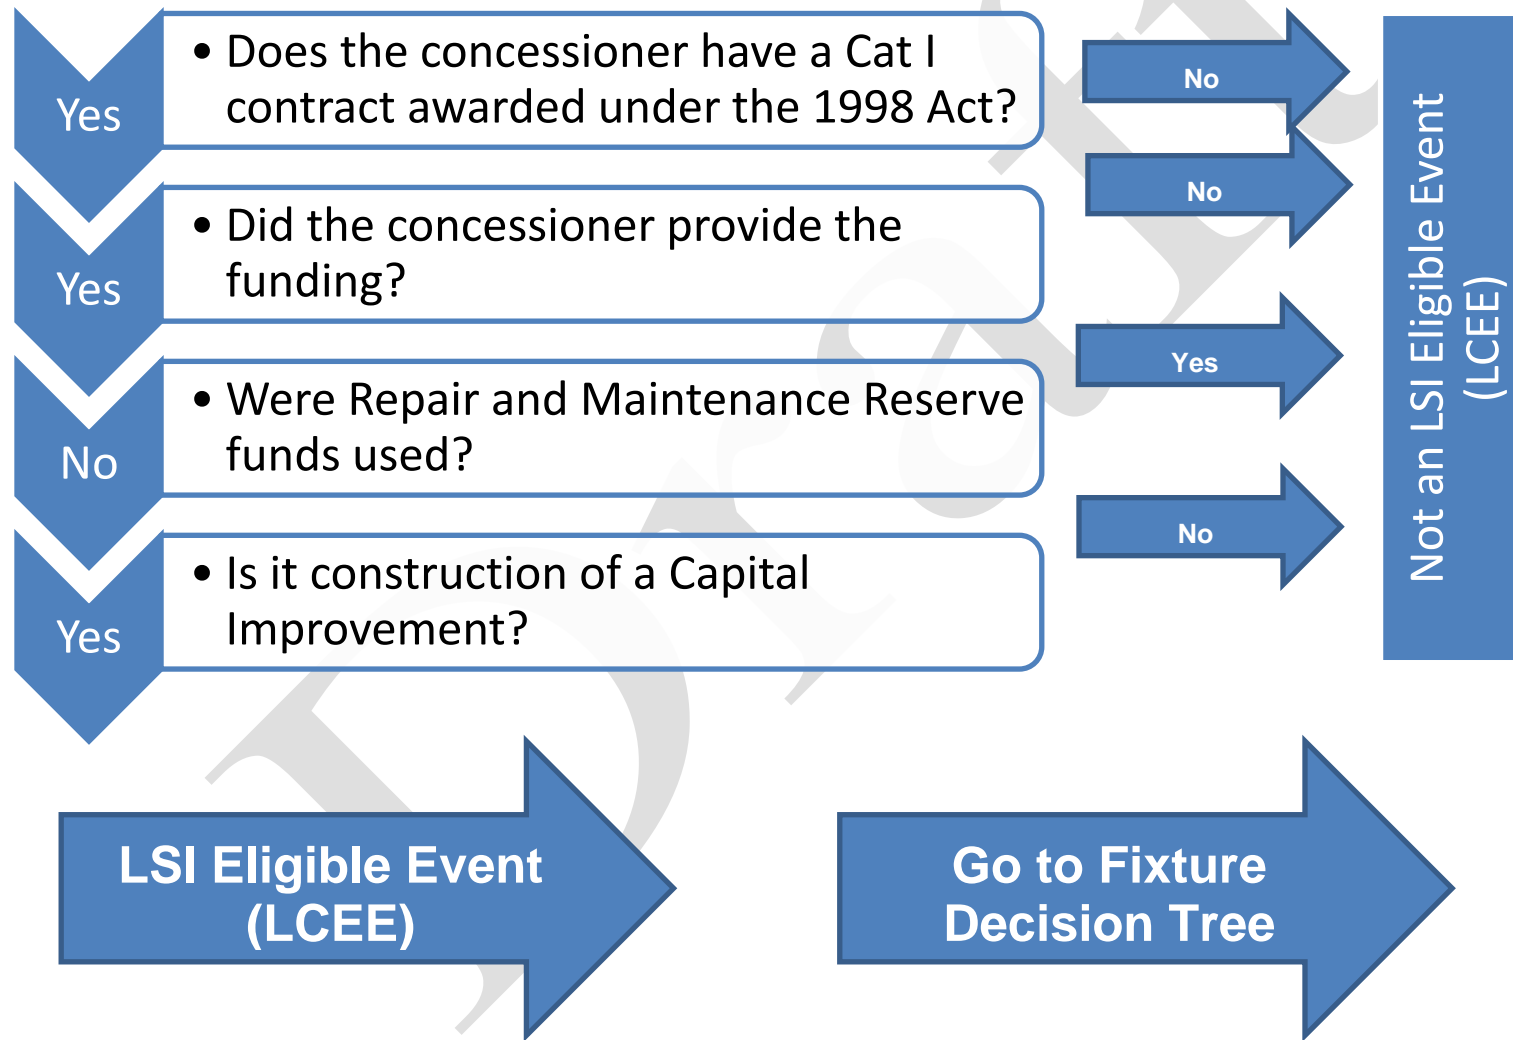 Yes
• Does the concessioner have a Cat I
contract awarded under the 1998 Act?
No
Yes
• Did the concessioner provide the
funding?
No
No
• Were Repair and Maintenance Reserve
funds used?
Yes
Yes
• Is it construction of a Capital
Improvement?
No
Not an LSI Eligible Event
(LCEE)
LSI Eligible Event
(LCEE)
Go to Fixture
Decision Tree
Draft